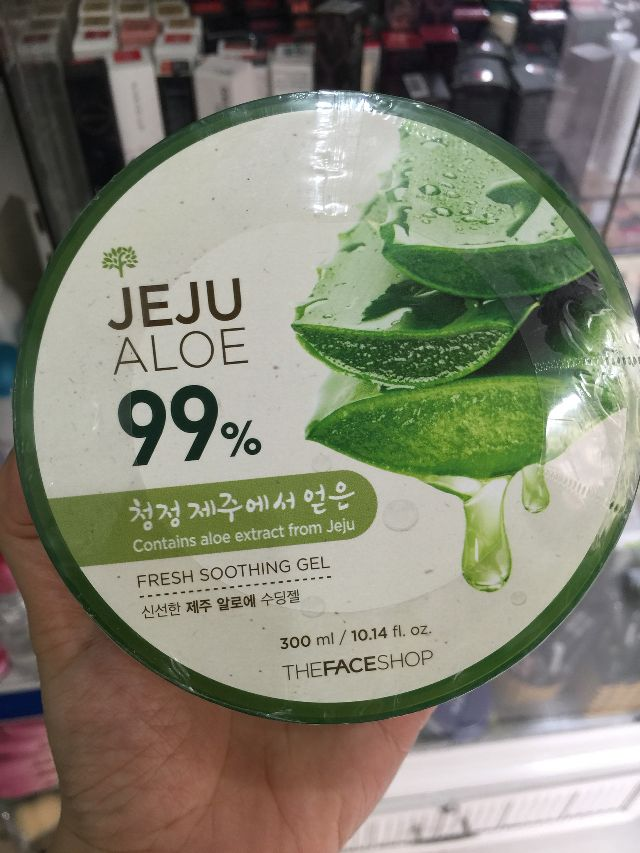 JEJU
ALOE
99%
청정 제주에서 얻은
Contains aloe extract from Jeju
FRESH SOOTHING GEL
신선한 제주 알로에 수딩젤
300 ml / 10.14 fl. oz.
THEFACESHOP